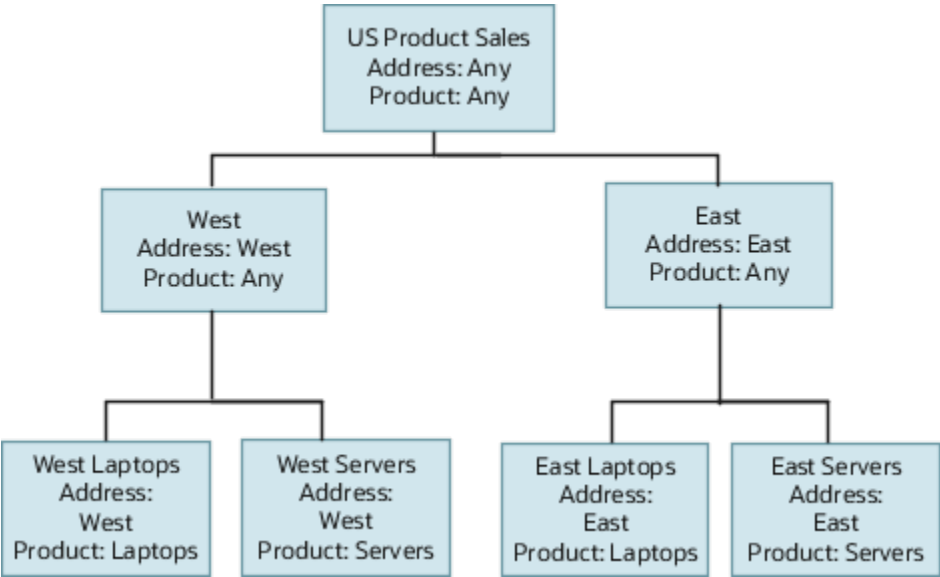 US Product Sales
Address: Any
Product: Any
West
Address: West
Product: Any
East
Address: East
Product: Any
West Laptops
Address:
West
Product: Laptops
West Servers
Address:
West
Product: Servers
East Laptops
Address:
East
Product: Laptops
East Servers
Address:
East
Product: Servers